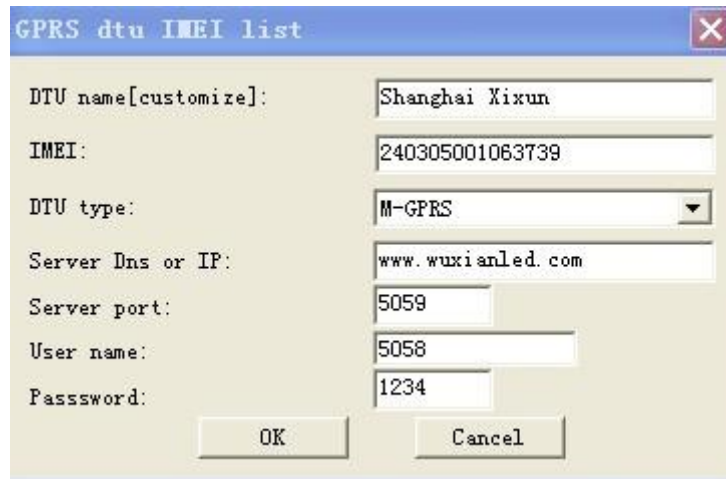 GPRS dtu IMEI list
DTU name[customize]: Shanghai Xixun
IMEI: 240305001063739
DTU type: M-GPRS
Server Dns or IP: www.wuxianled.com
Server port: 5059
User name: 5058
Passsword: 1234
OK Cancel